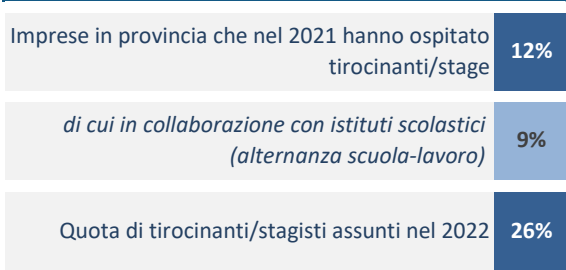 Imprese in provincia che nel 2021 hanno ospitato
tirocinanti/stage
12%
di cui in collaborazione con istituti scolastici
(alternanza scuola-lavoro)
9%
Quota di tirocinanti/stagisti assunti nel 2022
26%